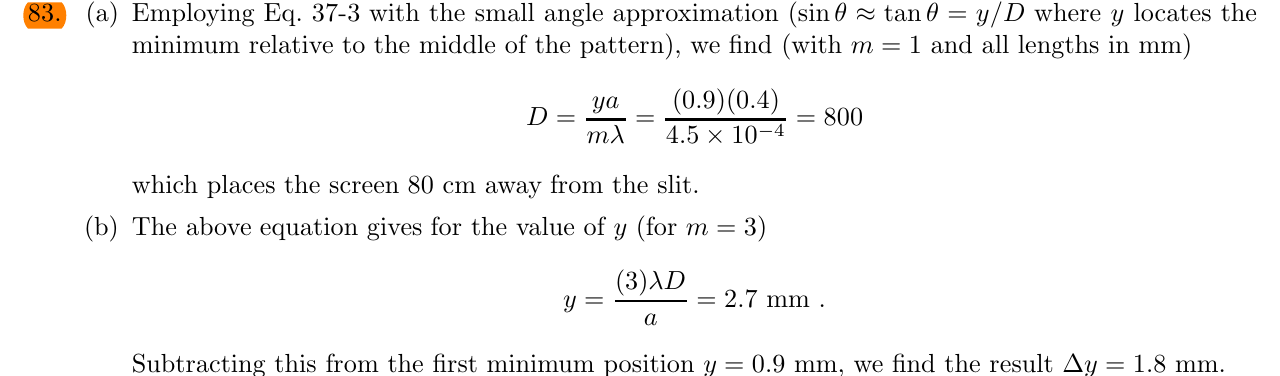 83. (a) Employing Eq. 37-3 with the small angle approximation (sin θ ≈ tan θ = y/D where y locates the
minimum relative to the middle of the pattern), we find (with m = 1 and all lengths in mm)
D = ya/mλ = (0.9)(0.4)/4.5 × 10⁻⁴ = 800
which places the screen 80 cm away from the slit.
(b) The above equation gives for the value of y (for m = 3)
y = (3)λD/a = 2.7 mm .
Subtracting this from the first minimum position y = 0.9 mm, we find the result Δy = 1.8 mm.